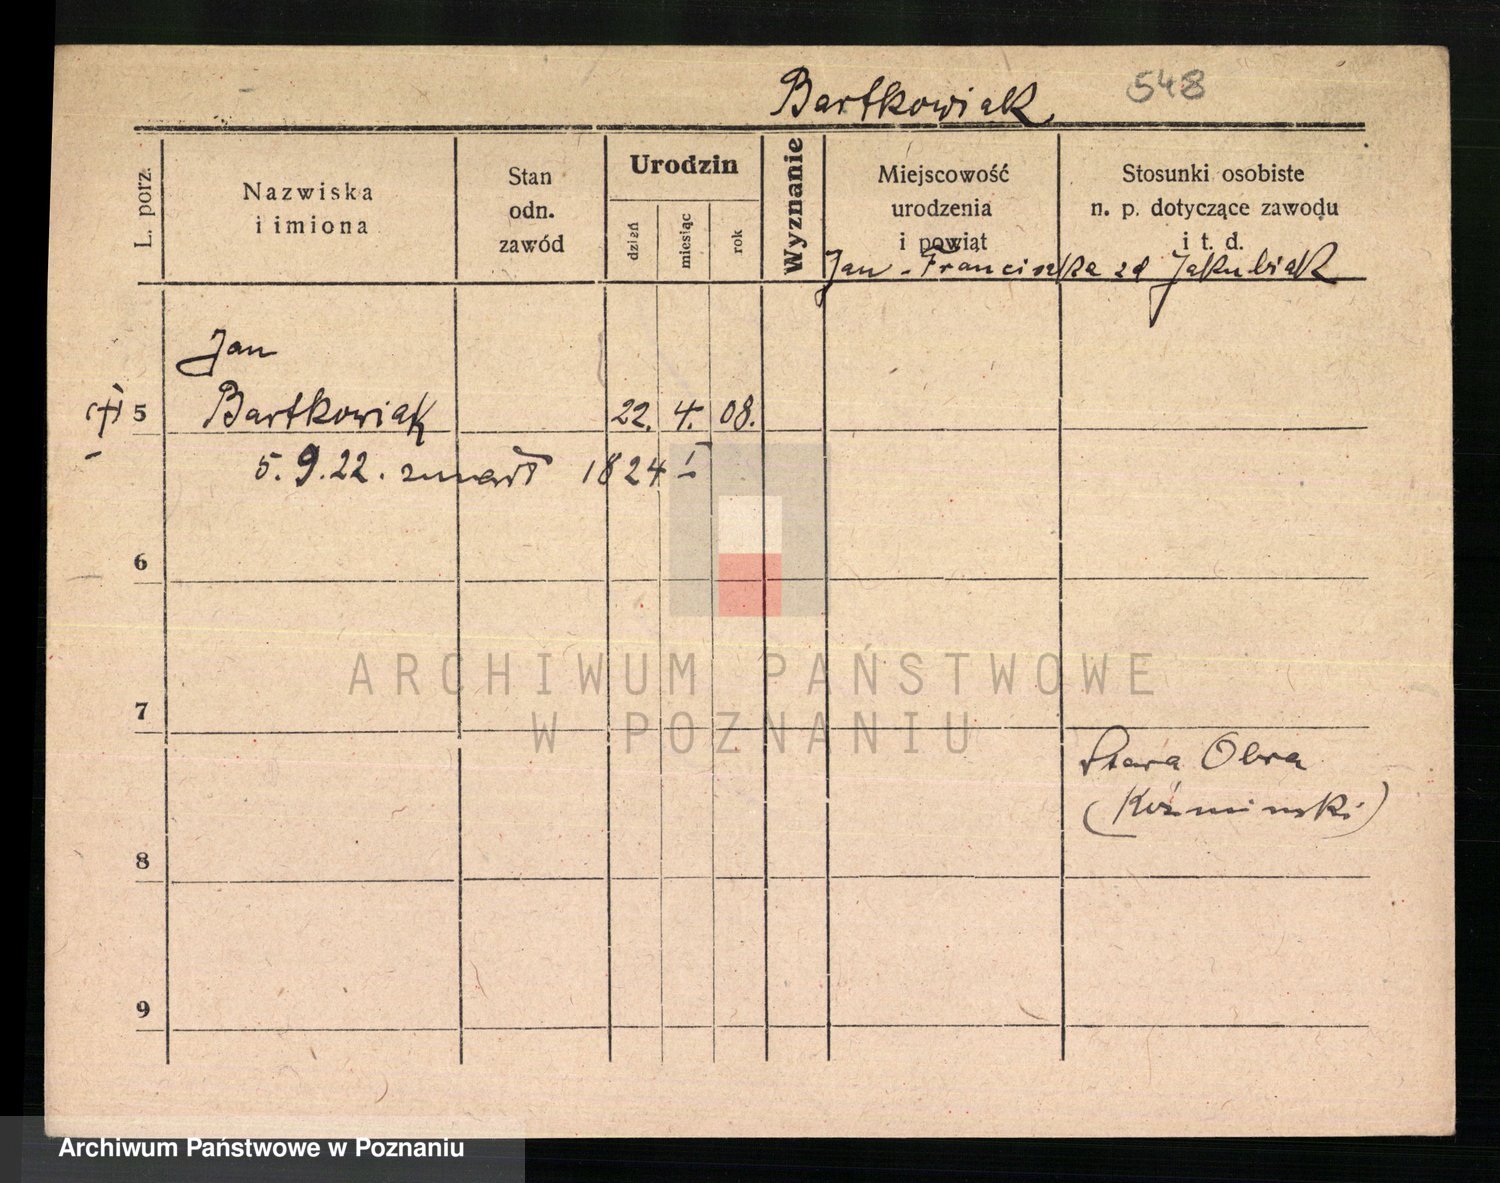 Bartkowiak 548
L. porz.
Nazwiska
i imiona
Stan
odn.
zawód
Urodzin
dzień
miesiąc
rok
Wyznanie
Miejscowość
urodzenia
i powiat
Stosunki osobiste
n. p. dotyczące zawodu
i t. d.
Jan - Franciszka zd Jakubiak
Jan
(+) 5 Bartkowiak 22. 4. 08.
5. 9. 22. zmarł 1824 I
6
7
Stara Obra
(Koźminski)
8
9
ARCHIWUM PAŃSTWOWE
W POZNANIU
Archiwum Państwowe w Poznaniu